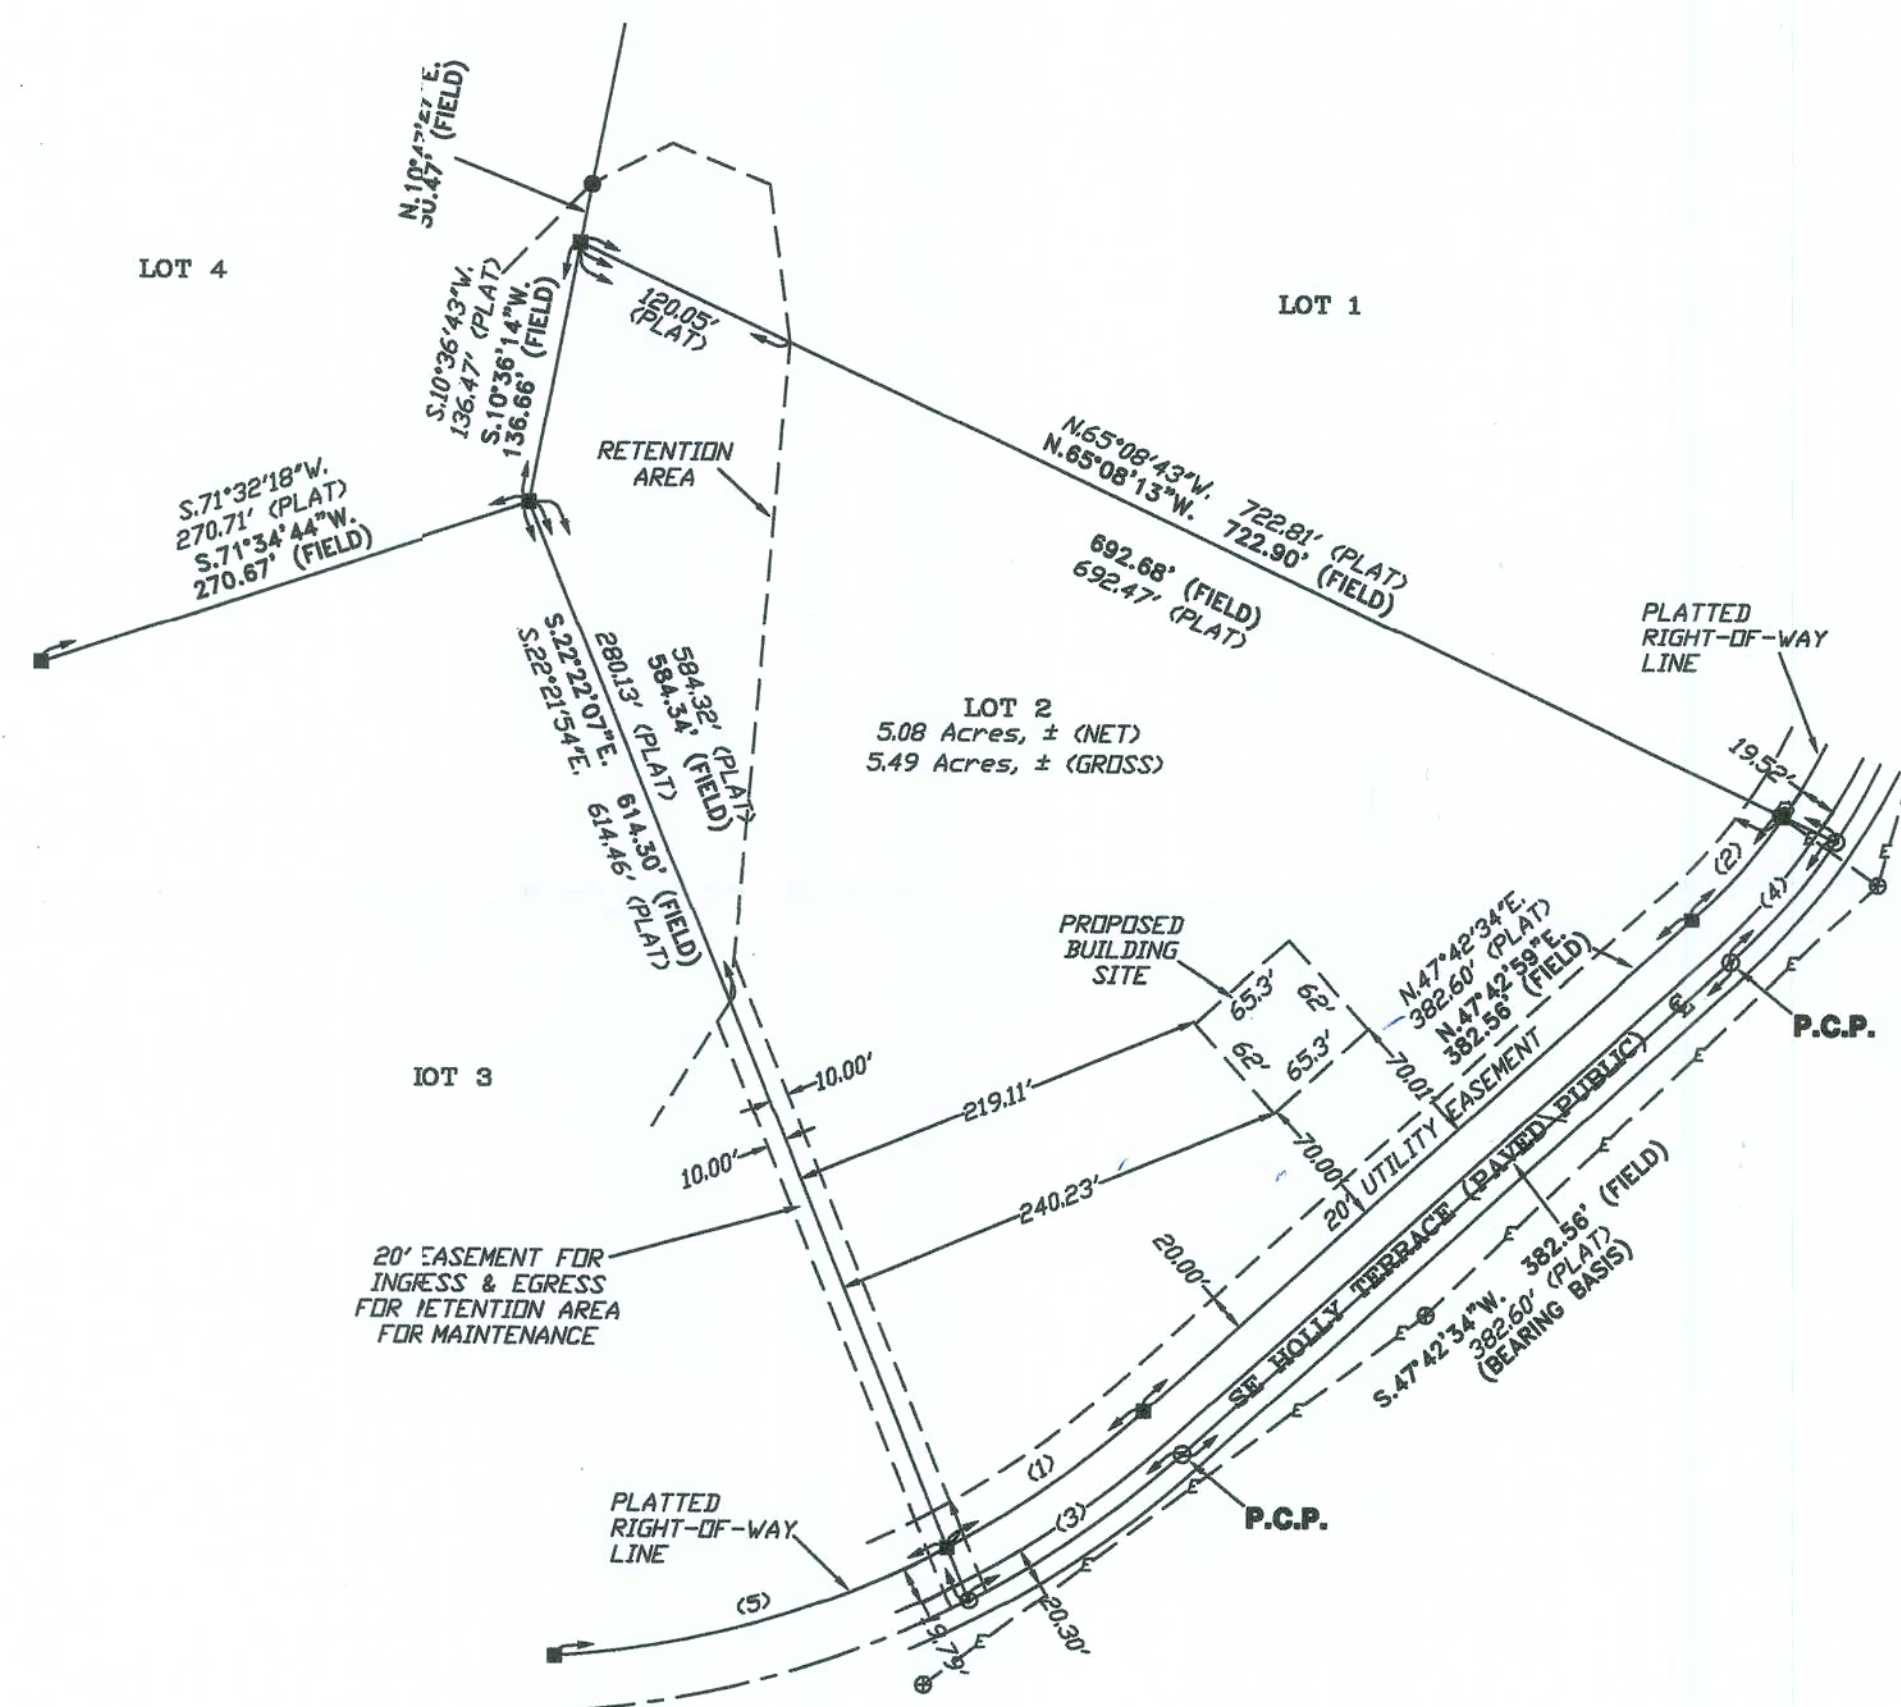 N.10°47'27"E.
30.47' (FIELD)
LOT 4
LOT 1
120.05'
(PLAT)
S.10°36'43"W.
136.47' (PLAT)
S.10°36'14"W.
136.66' (FIELD)
RETENTION
AREA
S.71°32'18"W.
270.71' (PLAT)
S.71°34'44"W.
270.67' (FIELD)
N.65°08'43"W. 722.81' (PLAT)
N.65°08'13"W. 722.90' (FIELD)
692.68' (FIELD)
692.47' (PLAT)
PLATTED
RIGHT-OF-WAY
LINE
584.32' (PLAT)
584.34' (FIELD)
280.13' (PLAT)
S.22°22'07"E. 614.30' (FIELD)
S.22°21'54"E. 614.46' (PLAT)
LOT 2
5.08 Acres, ± (NET)
5.49 Acres, ± (GROSS)
19.52'
(2)
(4)
E
E
E
PROPOSED
BUILDING
SITE
65.3'
62'
62'
65.3'
N.47°42'34"E.
382.60' (PLAT)
N.47°42'59"E.
382.56' (FIELD)
70.01'
E
P.C.P.
LOT 3
10.00'
219.11'
10.00'
240.23'
70.00'
20' UTILITY EASEMENT
SE HOLLY TERRACE (PAVED\PUBLIC) ℄
E
E
E
E
E
S.47°42'34"W. 382.56' (FIELD)
382.60' (PLAT)
(BEARING BASIS)
20.00'
20' EASEMENT FOR
INGRESS & EGRESS
FOR RETENTION AREA
FOR MAINTENANCE
(1)
(3)
P.C.P.
E
E
E
PLATTED
RIGHT-OF-WAY
LINE
(5)
20.30'